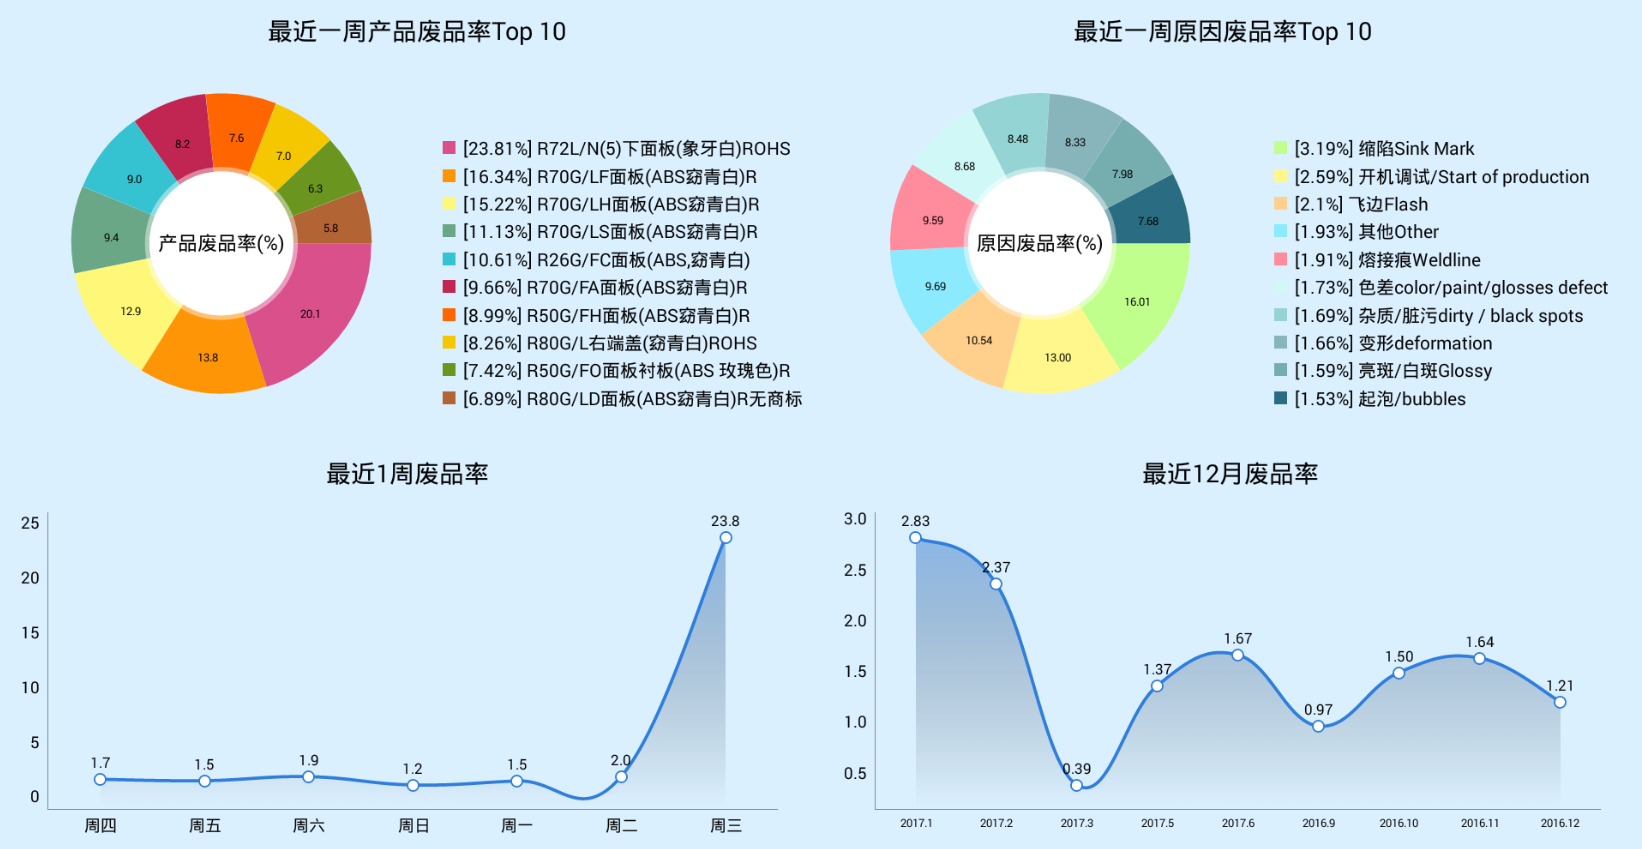 最近一周产品废品率Top 10
7.6
8.2
7.0
9.0
6.3
9.4
5.8
产品废品率(%)
12.9
20.1
13.8
[23.81%] R72L/N(5)下面板(象牙白)ROHS
[16.34%] R70G/LF面板(ABS窈青白)R
[15.22%] R70G/LH面板(ABS窈青白)R
[11.13%] R70G/LS面板(ABS窈青白)R
[10.61%] R26G/FC面板(ABS,窈青白)
[9.66%] R70G/FA面板(ABS窈青白)R
[8.99%] R50G/FH面板(ABS窈青白)R
[8.26%] R80G/L右端盖(窈青白)ROHS
[7.42%] R50G/FO面板衬板(ABS 玫瑰色)R
[6.89%] R80G/LD面板(ABS窈青白)R无商标
最近一周原因废品率Top 10
8.48
8.33
8.68
7.98
9.59
7.68
原因废品率(%)
9.69
16.01
10.54
13.00
[3.19%] 缩陷Sink Mark
[2.59%] 开机调试/Start of production
[2.1%] 飞边Flash
[1.93%] 其他Other
[1.91%] 熔接痕Weldline
[1.73%] 色差color/paint/glosses defect
[1.69%] 杂质/脏污dirty / black spots
[1.66%] 变形deformation
[1.59%] 亮斑/白斑Glossy
[1.53%] 起泡/bubbles
最近1周废品率
25
20
15
10
5
0
1.7
1.5
1.9
1.2
1.5
2.0
23.8
周四
周五
周六
周日
周一
周二
周三
最近12月废品率
3.0
2.5
2.0
1.5
1.0
0.5
2.83
2.37
0.39
1.37
1.67
0.97
1.50
1.64
1.21
2017.1
2017.2
2017.3
2017.5
2017.6
2016.9
2016.10
2016.11
2016.12